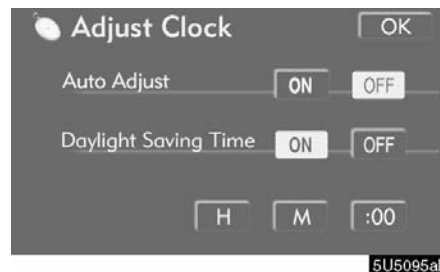 Adjust Clock OK
Auto Adjust ON OFF
Daylight Saving Time ON OFF
H M :00
5U5095a